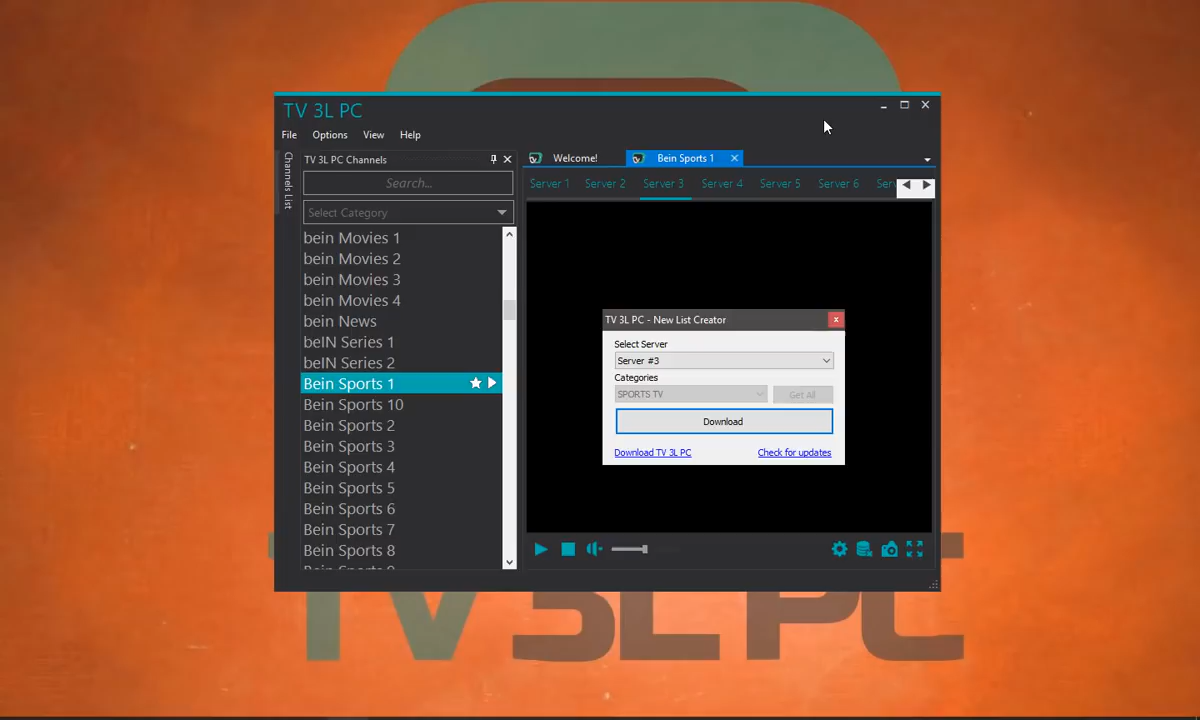 TV 3L PC
File Options View Help
Channels List
TV 3L PC Channels
Search...
Select Category
bein Movies 1
bein Movies 2
bein Movies 3
bein Movies 4
bein News
beIN Series 1
beIN Series 2
Bein Sports 1
Bein Sports 10
Bein Sports 2
Bein Sports 3
Bein Sports 4
Bein Sports 5
Bein Sports 6
Bein Sports 7
Bein Sports 8
Bein Sports 9
Welcome! Bein Sports 1
Server 1 Server 2 Server 3 Server 4 Server 5 Server 6
TV 3L PC - New List Creator
Select Server
Server #3
Categories
SPORTS TV Get All
Download
Download TV 3L PC Check for updates
TV 3L PC